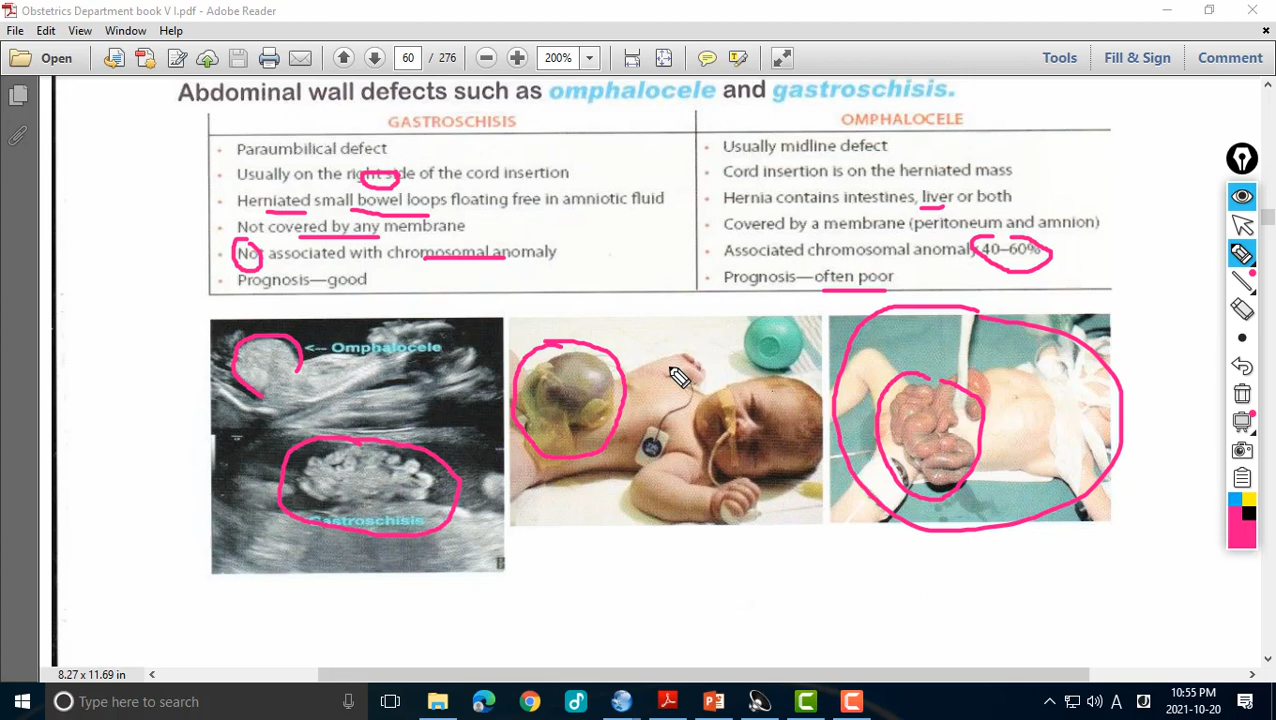 Obstetrics Department book V I.pdf - Adobe Reader
File Edit View Window Help
Open 60 / 276 200% Tools Fill & Sign Comment
Abdominal wall defects such as omphalocele and gastroschisis.
GASTROSCHISIS
Paraumbilical defect
Usually on the right side of the cord insertion
Herniated small bowel loops floating free in amniotic fluid
Not covered by any membrane
Not associated with chromosomal anomaly
Prognosis—good
OMPHALOCELE
Usually midline defect
Cord insertion is on the herniated mass
Hernia contains intestines, liver or both
Covered by a membrane (peritoneum and amnion)
Associated chromosomal anomaly 40–60%
Prognosis—often poor
<-- Omphalocele
Gastroschisis
8.27 x 11.69 in
Type here to search
A
10:55 PM
2021-10-20